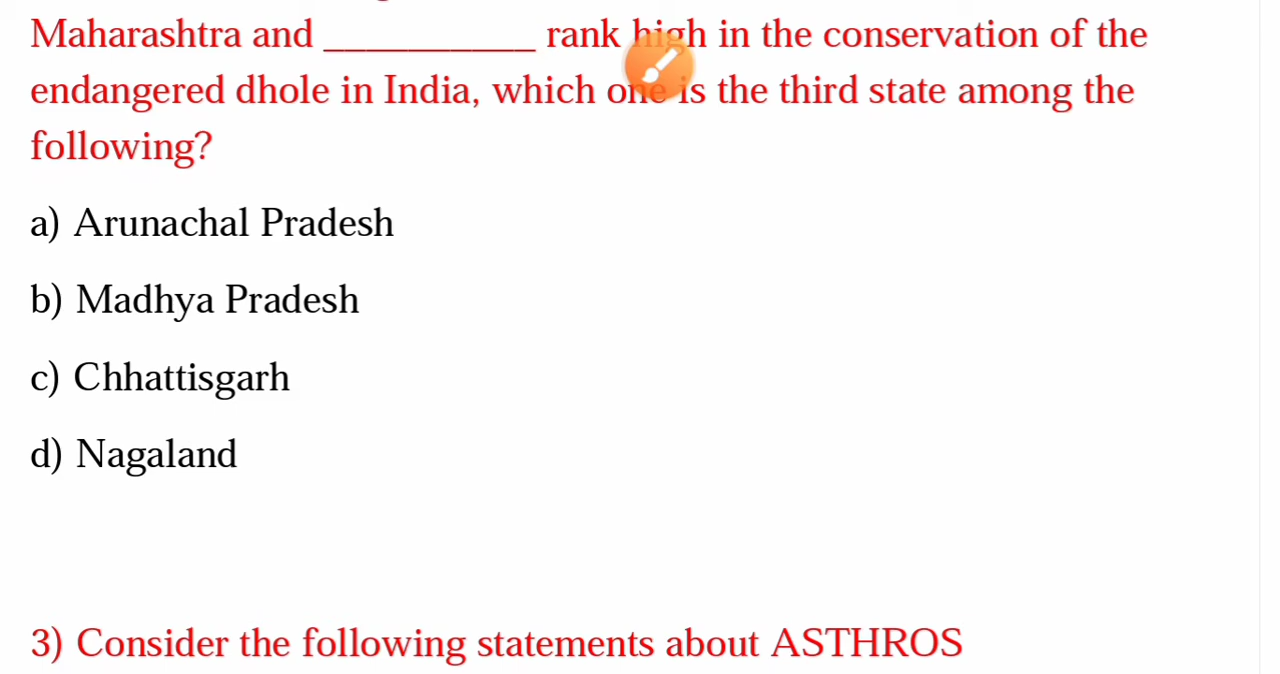 Maharashtra and __________ rank high in the conservation of the
endangered dhole in India, which one is the third state among the
following?
a) Arunachal Pradesh
b) Madhya Pradesh
c) Chhattisgarh
d) Nagaland
3) Consider the following statements about ASTHROS